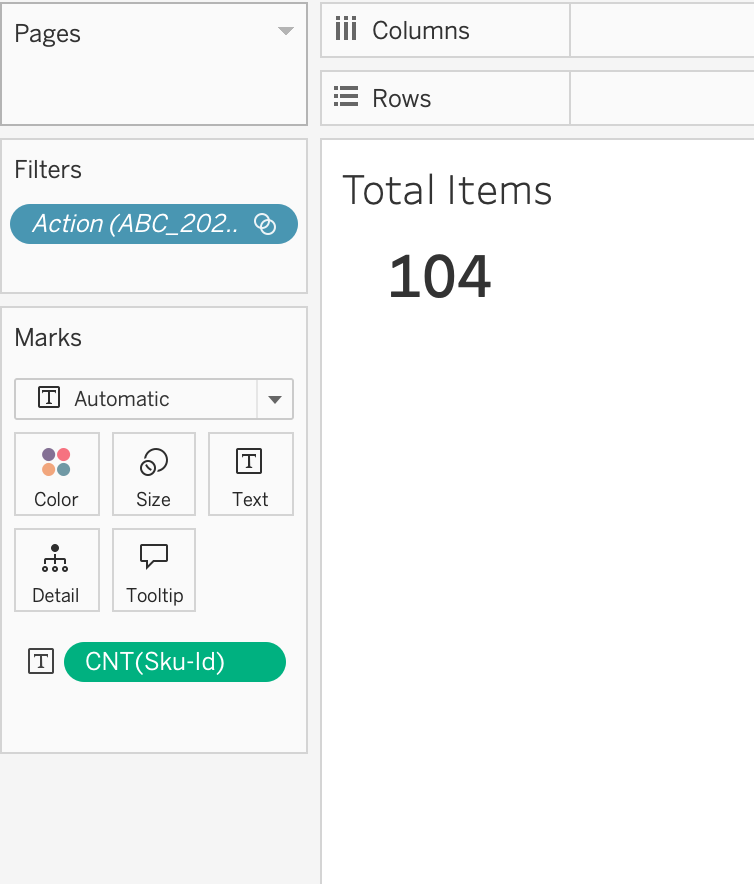 Pages
Columns
Rows
Filters
Action (ABC_202..
Marks
Automatic
Color
Size
Text
Detail
Tooltip
CNT(Sku-Id)
Total Items
104